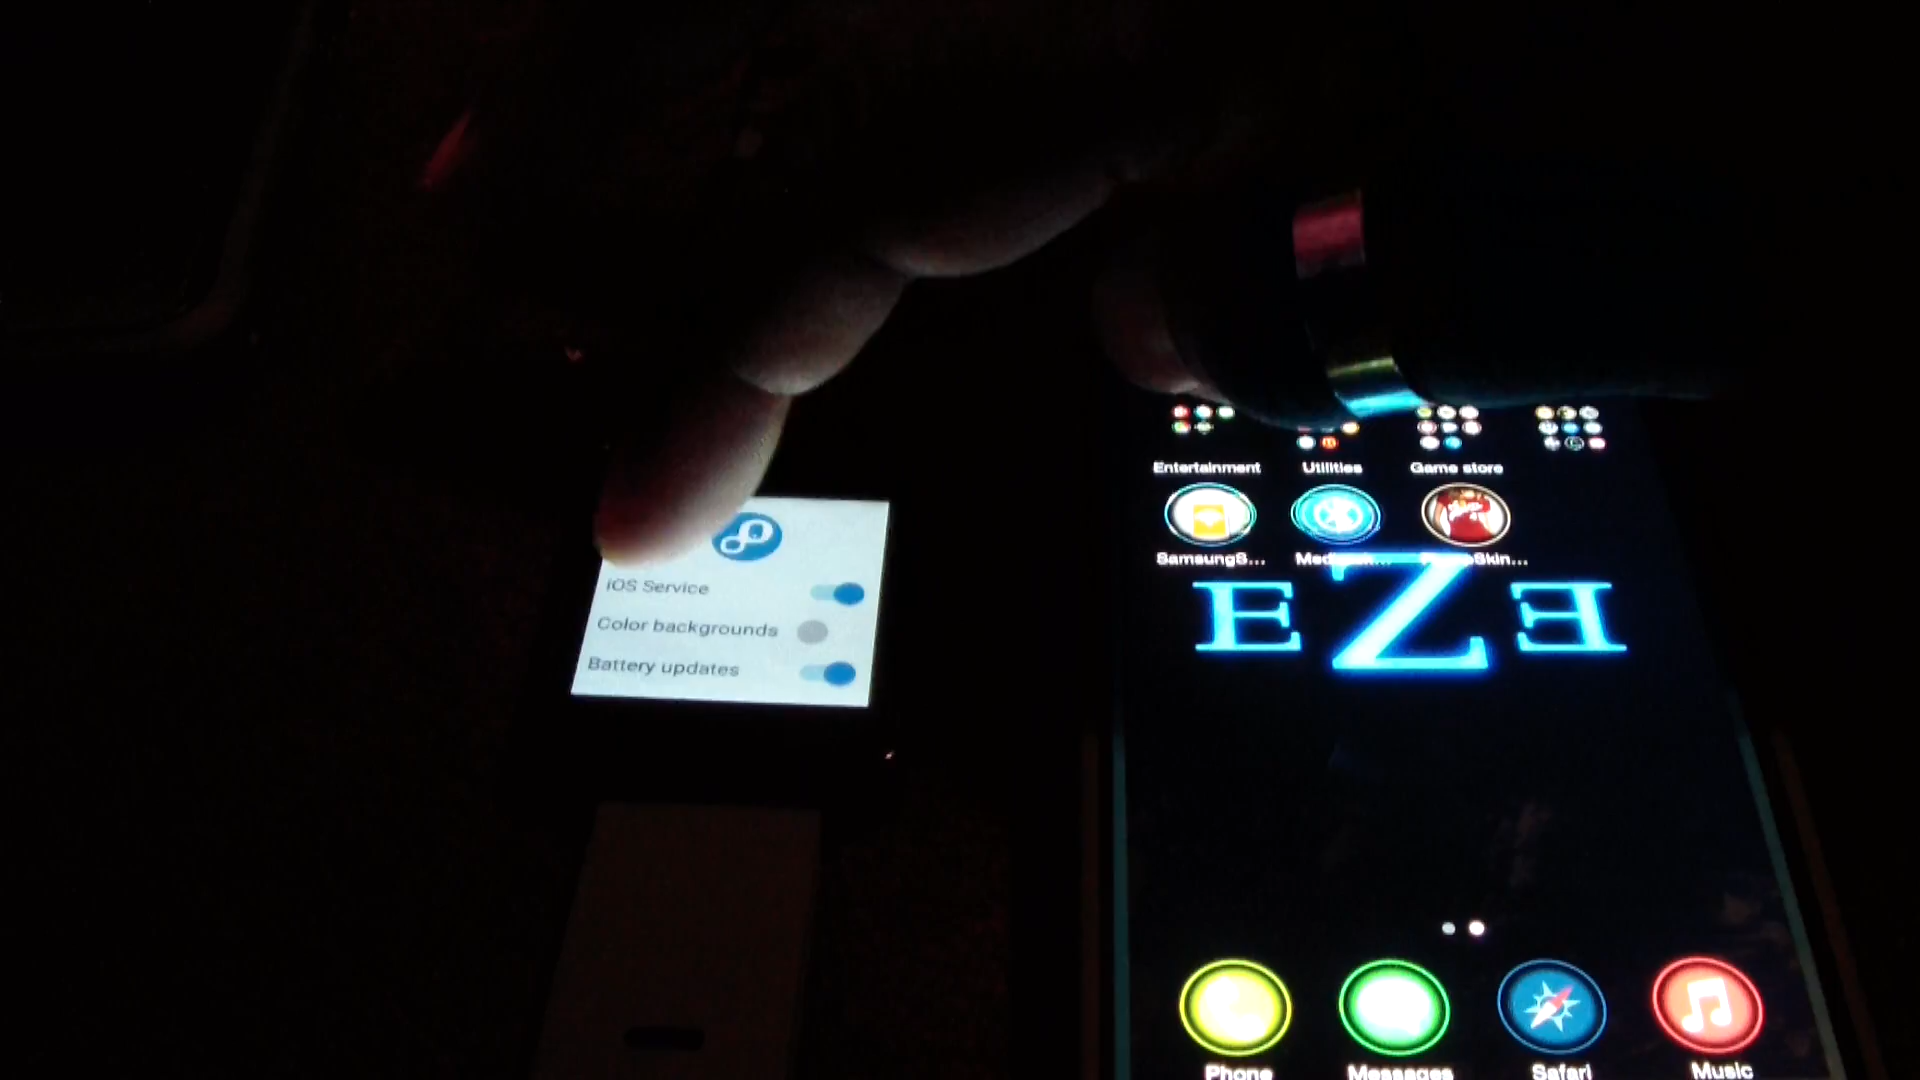 iOS Service
Color backgrounds
Battery updates
Entertainment
Utilities
Game store
SamsungS...
EZE
Phone
Messages
Safari
Music